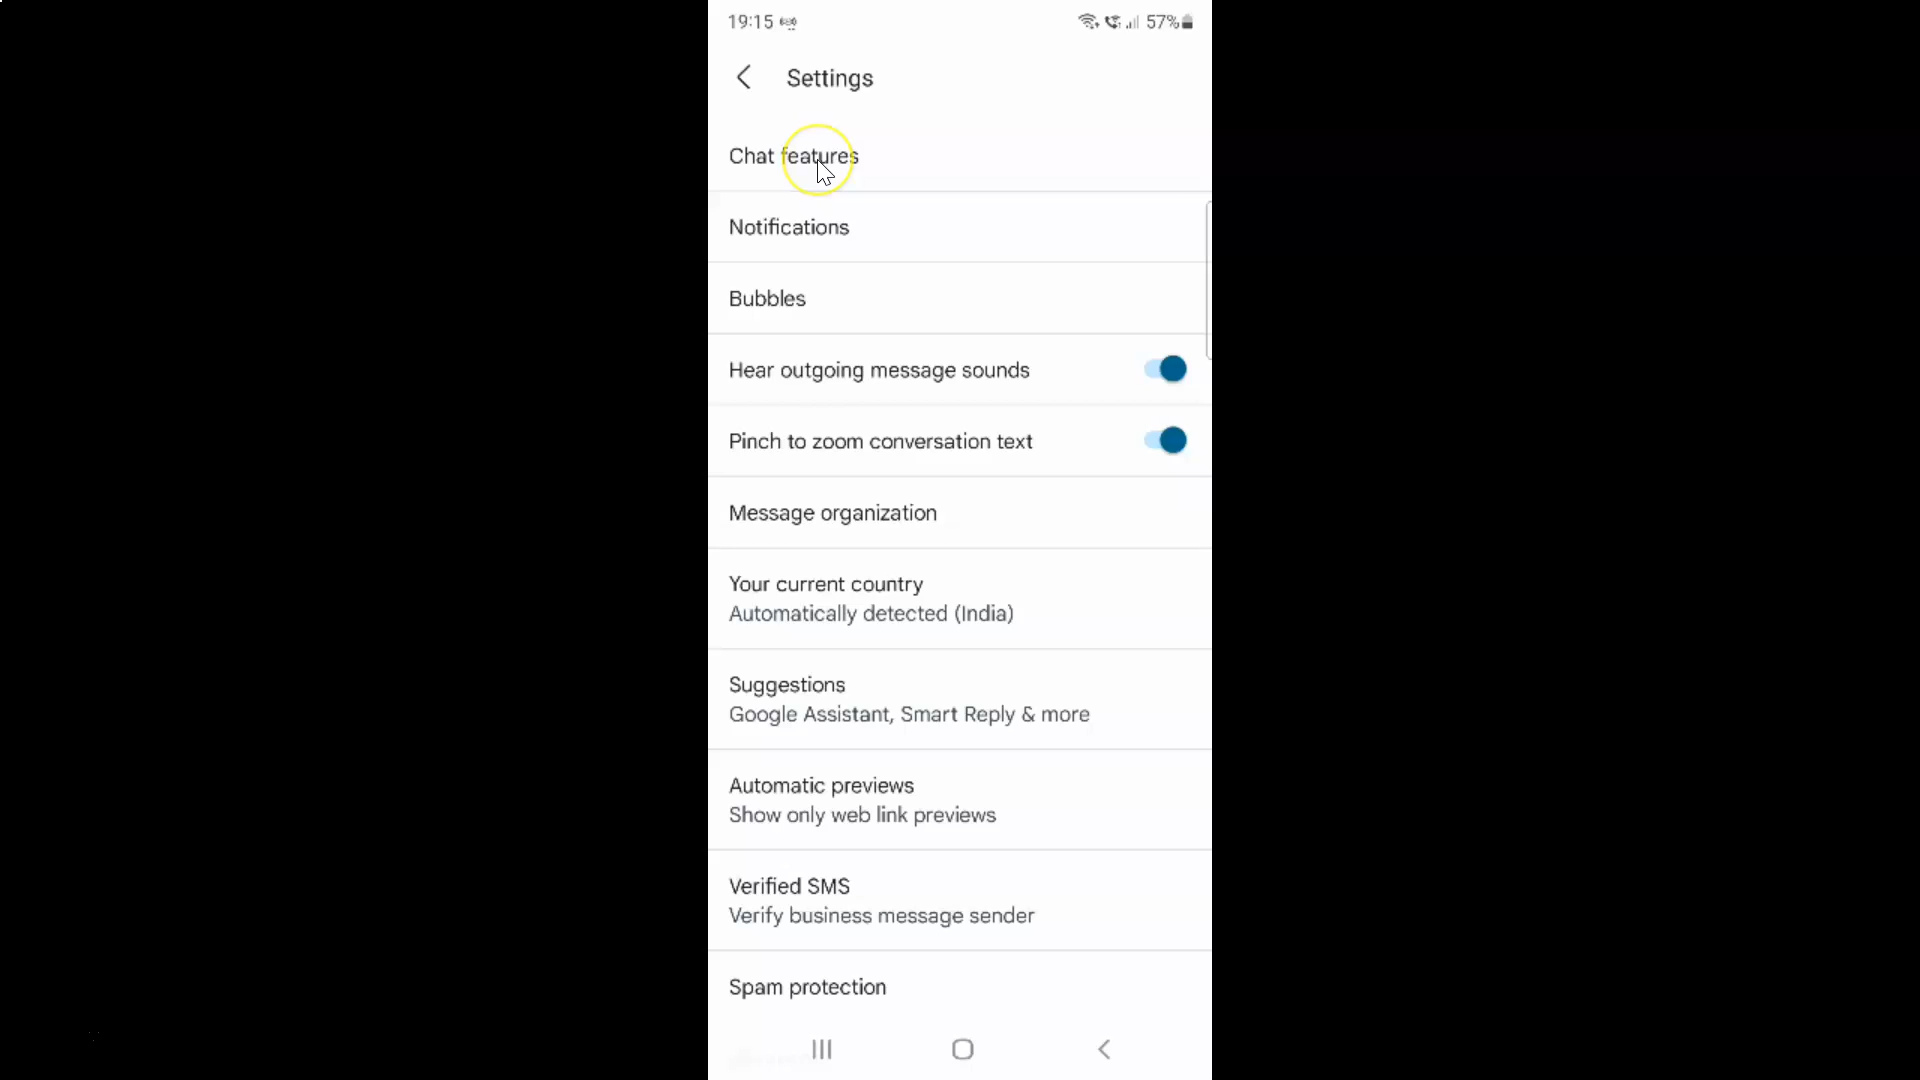 19:15 57%
Settings
Chat features
Notifications
Bubbles
Hear outgoing message sounds
Pinch to zoom conversation text
Message organization
Your current country
Automatically detected (India)
Suggestions
Google Assistant, Smart Reply & more
Automatic previews
Show only web link previews
Verified SMS
Verify business message sender
Spam protection